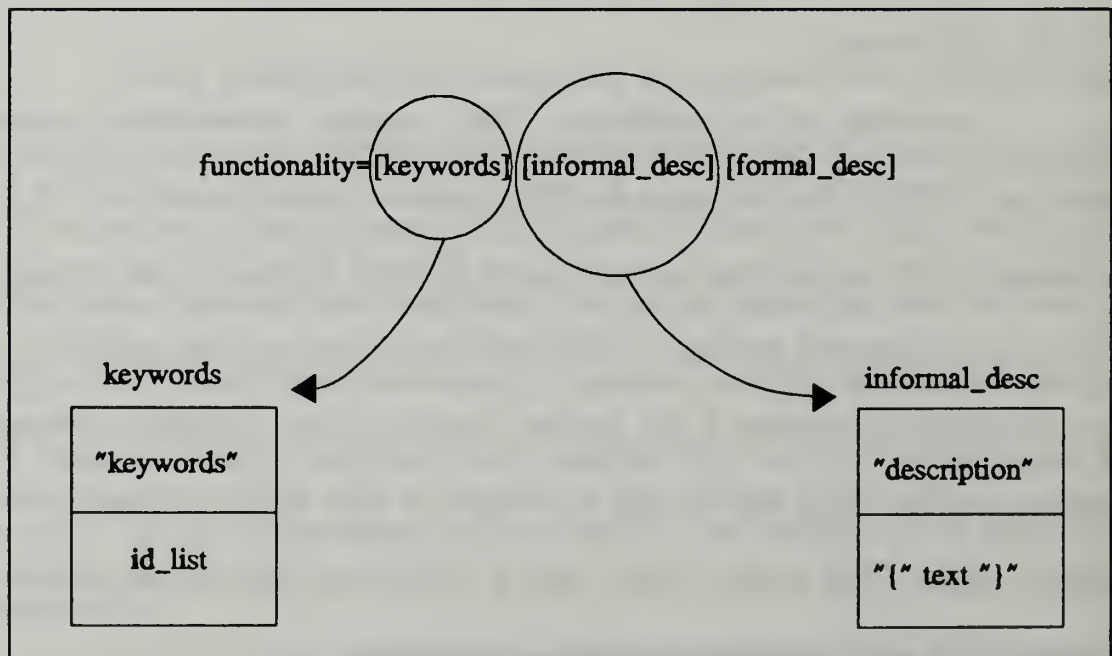 functionality=[keywords] [informal_desc] [formal_desc]
keywords
informal_desc
"keywords"
"description"
id_list
"{" text "}"